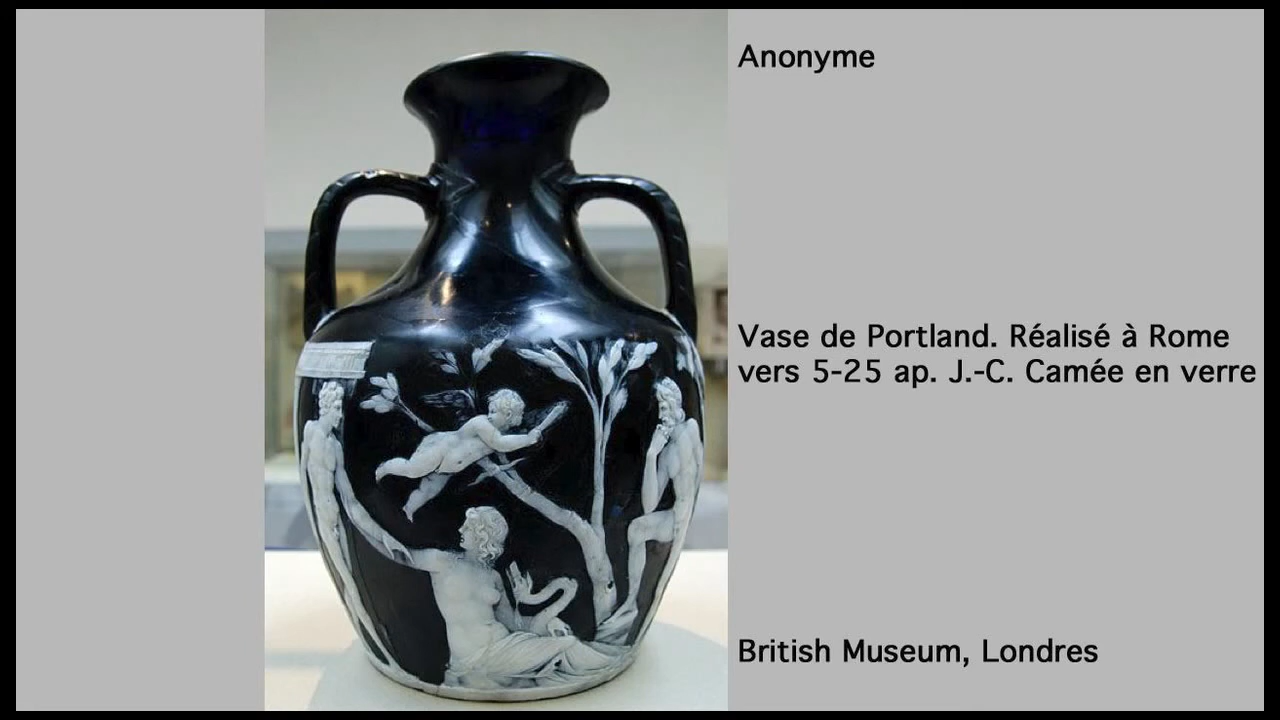 Anonyme
Vase de Portland. Réalisé à Rome
vers 5-25 ap. J.-C. Camée en verre
British Museum, Londres